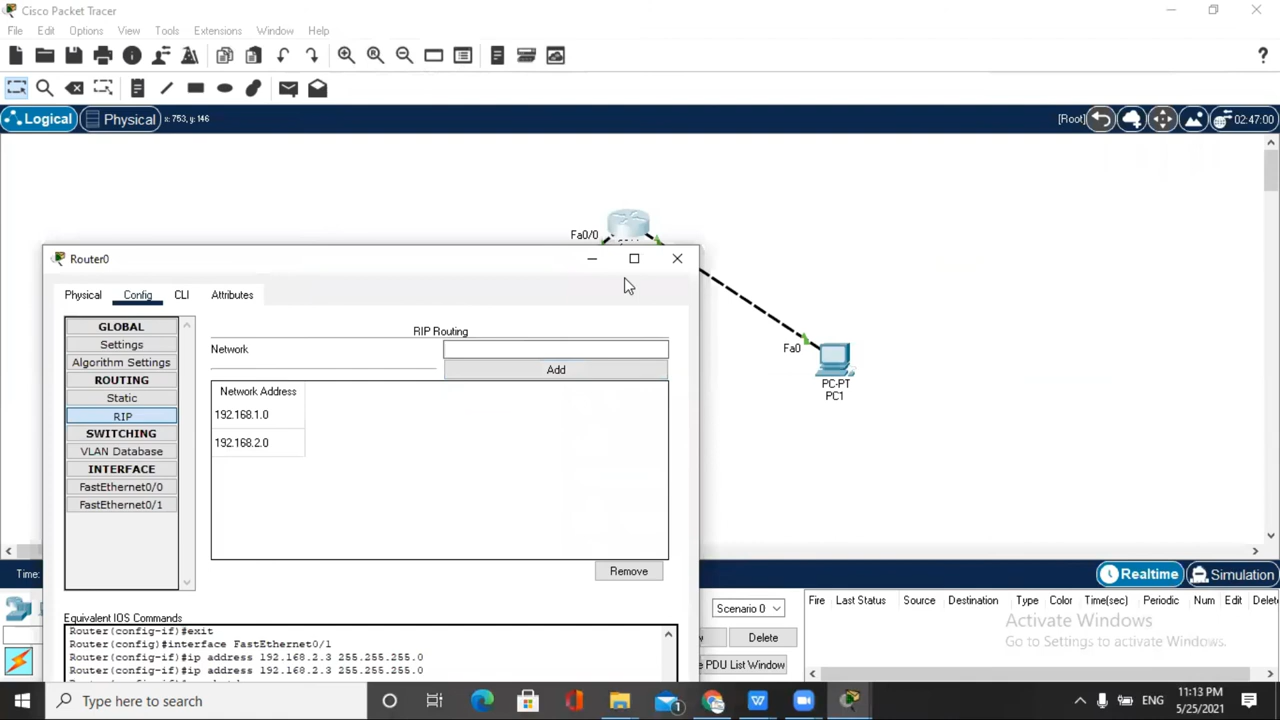 Cisco Packet Tracer
File Edit Options View Tools Extensions Window Help
?
Logical Physical x: 753, y: 146 [Root] 02:47:00
Fa0/0
Router0
Physical Config CLI Attributes
GLOBAL
Settings
Algorithm Settings
ROUTING
Static
RIP
SWITCHING
VLAN Database
INTERFACE
FastEthernet0/0
FastEthernet0/1
RIP Routing
Network
Add
Network Address
192.168.1.0
192.168.2.0
Remove
Equivalent IOS Commands
Router(config-if)#exit
Router(config)#interface FastEthernet0/1
Router(config-if)#ip address 192.168.2.3 255.255.255.0
Router(config-if)#ip address 192.168.2.3 255.255.255.0
Fa0
PC-PT
PC1
Time:
Realtime Simulation
Scenario 0
Delete
PDU List Window
Fire Last Status Source Destination Type Color Time(sec) Periodic Num Edit Delete
Activate Windows
Go to Settings to activate Windows.
Type here to search
1
ENG
11:13 PM
5/25/2021